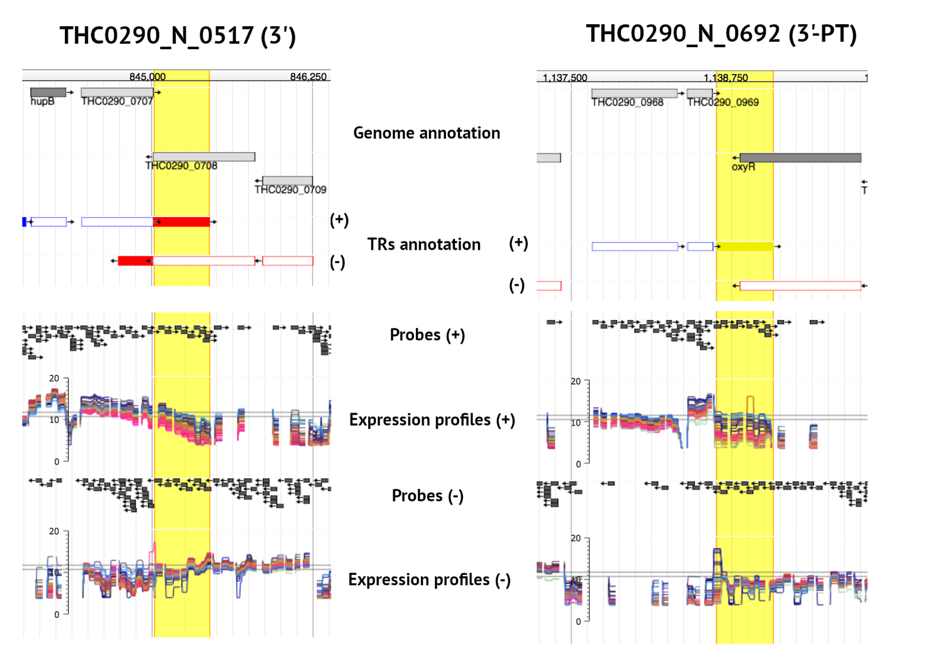 THC0290_N_0517 (3')
THC0290_N_0692 (3'-PT)
845,000
846,250
1,137,500
1,138,750
1
hupB
THC0290_0707
THC0290_0968
THC0290_0969
Genome annotation
THC0290_0708
oxyR
THC0290_0709
T
(+)
TRs annotation
(+)
(-)
(-)
Probes (+)
20
10
0
Expression profiles (+)
20
10
0
Probes (-)
20
10
0
Expression profiles (-)
20
10
0